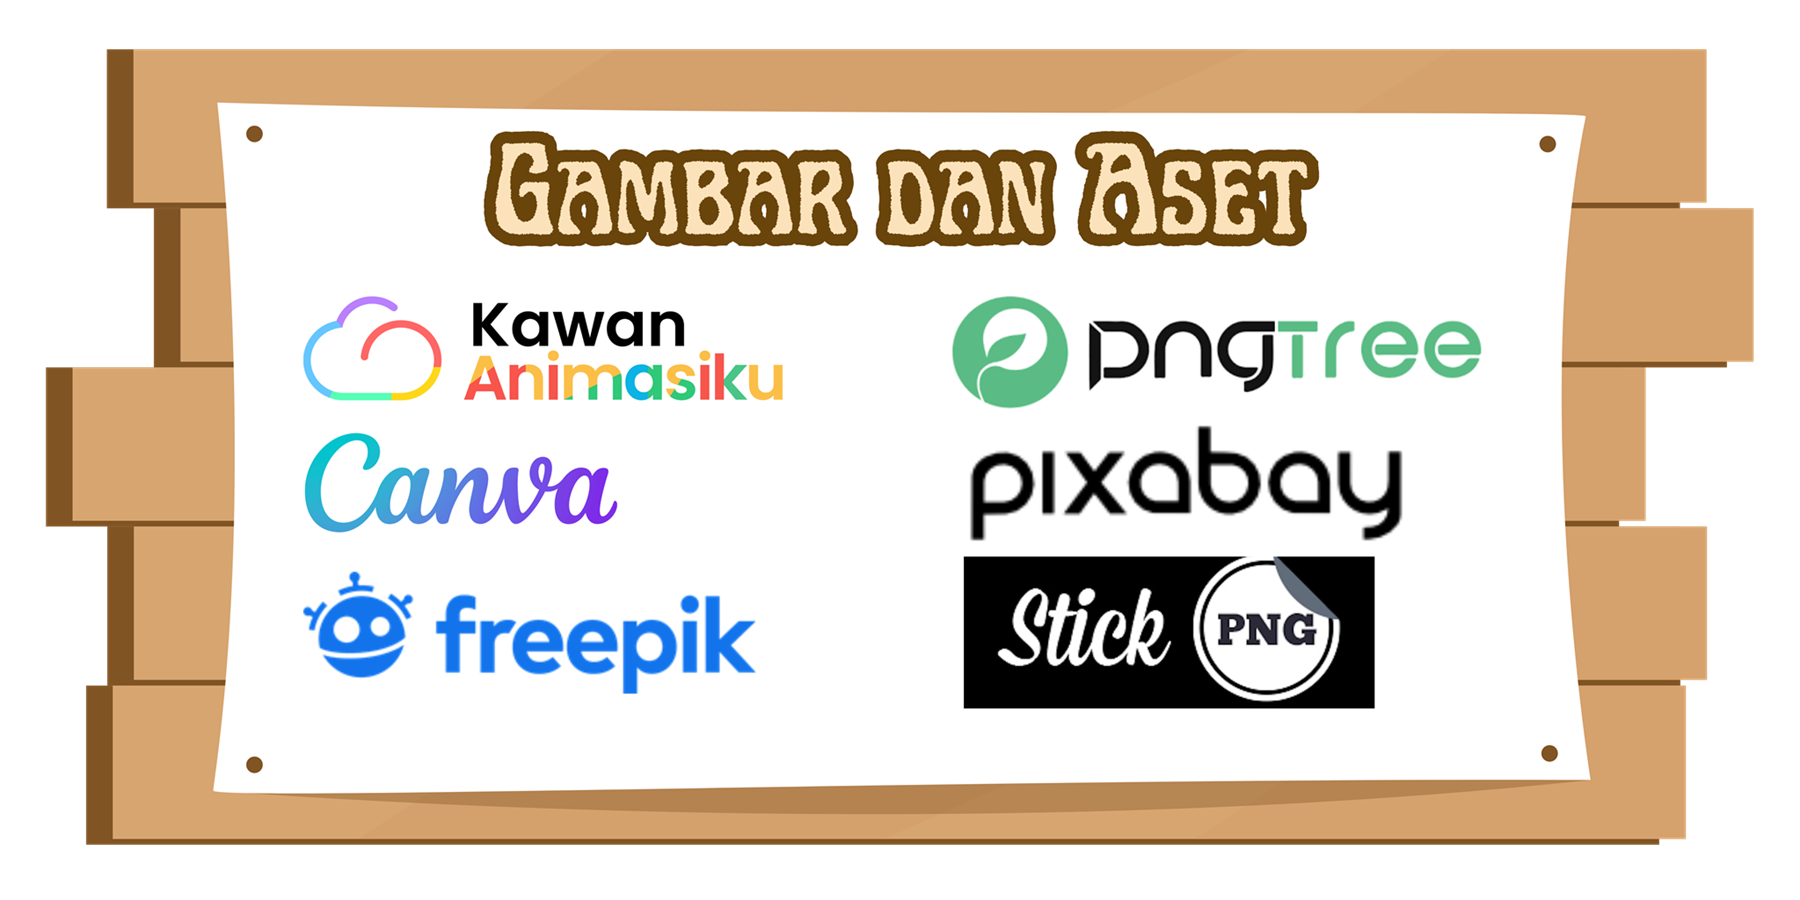 Gambar dan Aset
Kawan
Animasiku
Canva
freepik
pngtree
pixabay
Stick
PNG